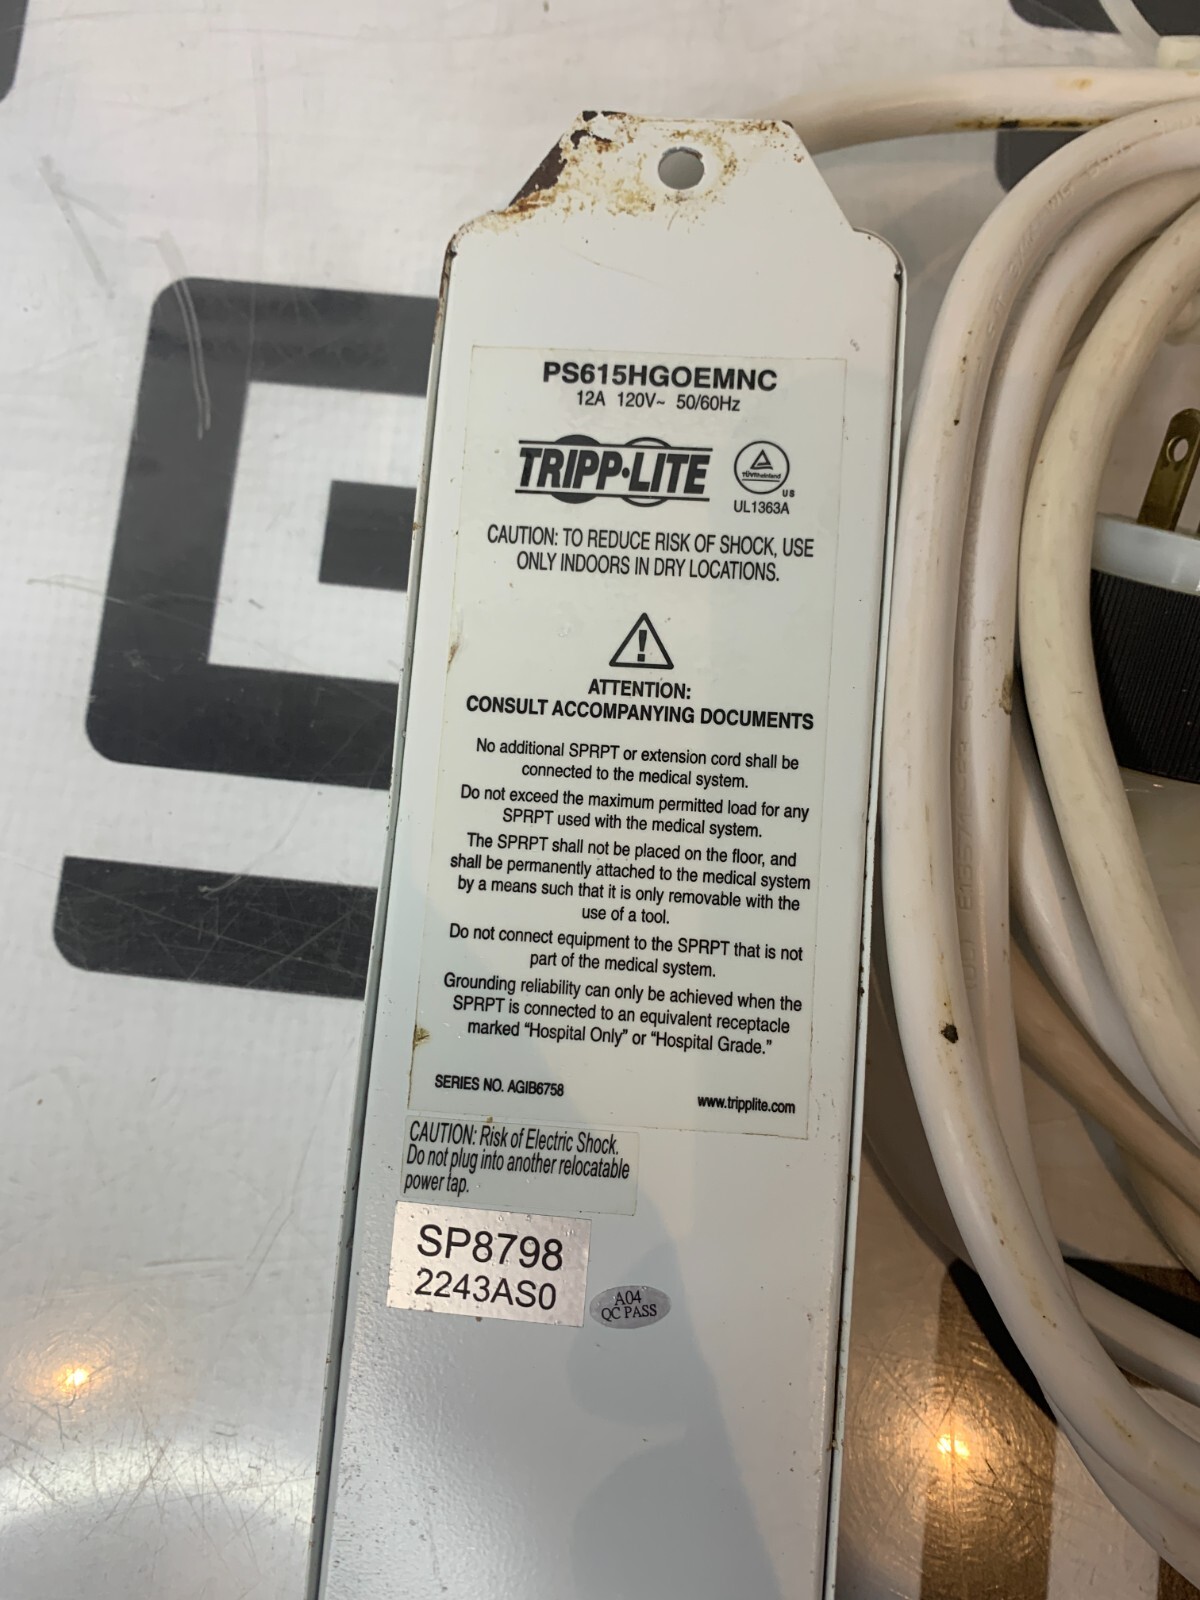 PS615HGOEMNC
12A 120V~ 50/60Hz
TRIPP·LITE
TÜVRheinland
US
UL1363A
CAUTION: TO REDUCE RISK OF SHOCK, USE
ONLY INDOORS IN DRY LOCATIONS.
ATTENTION:
CONSULT ACCOMPANYING DOCUMENTS
No additional SPRPT or extension cord shall be
connected to the medical system.
Do not exceed the maximum permitted load for any
SPRPT used with the medical system.
The SPRPT shall not be placed on the floor, and
shall be permanently attached to the medical system
by a means such that it is only removable with the
use of a tool.
Do not connect equipment to the SPRPT that is not
part of the medical system.
Grounding reliability can only be achieved when the
SPRPT is connected to an equivalent receptacle
marked “Hospital Only” or “Hospital Grade.”
SERIES NO. AGIB6758
www.tripplite.com
CAUTION: Risk of Electric Shock.
Do not plug into another relocatable
power tap.
SP8798
2243AS0
A04
QC PASS